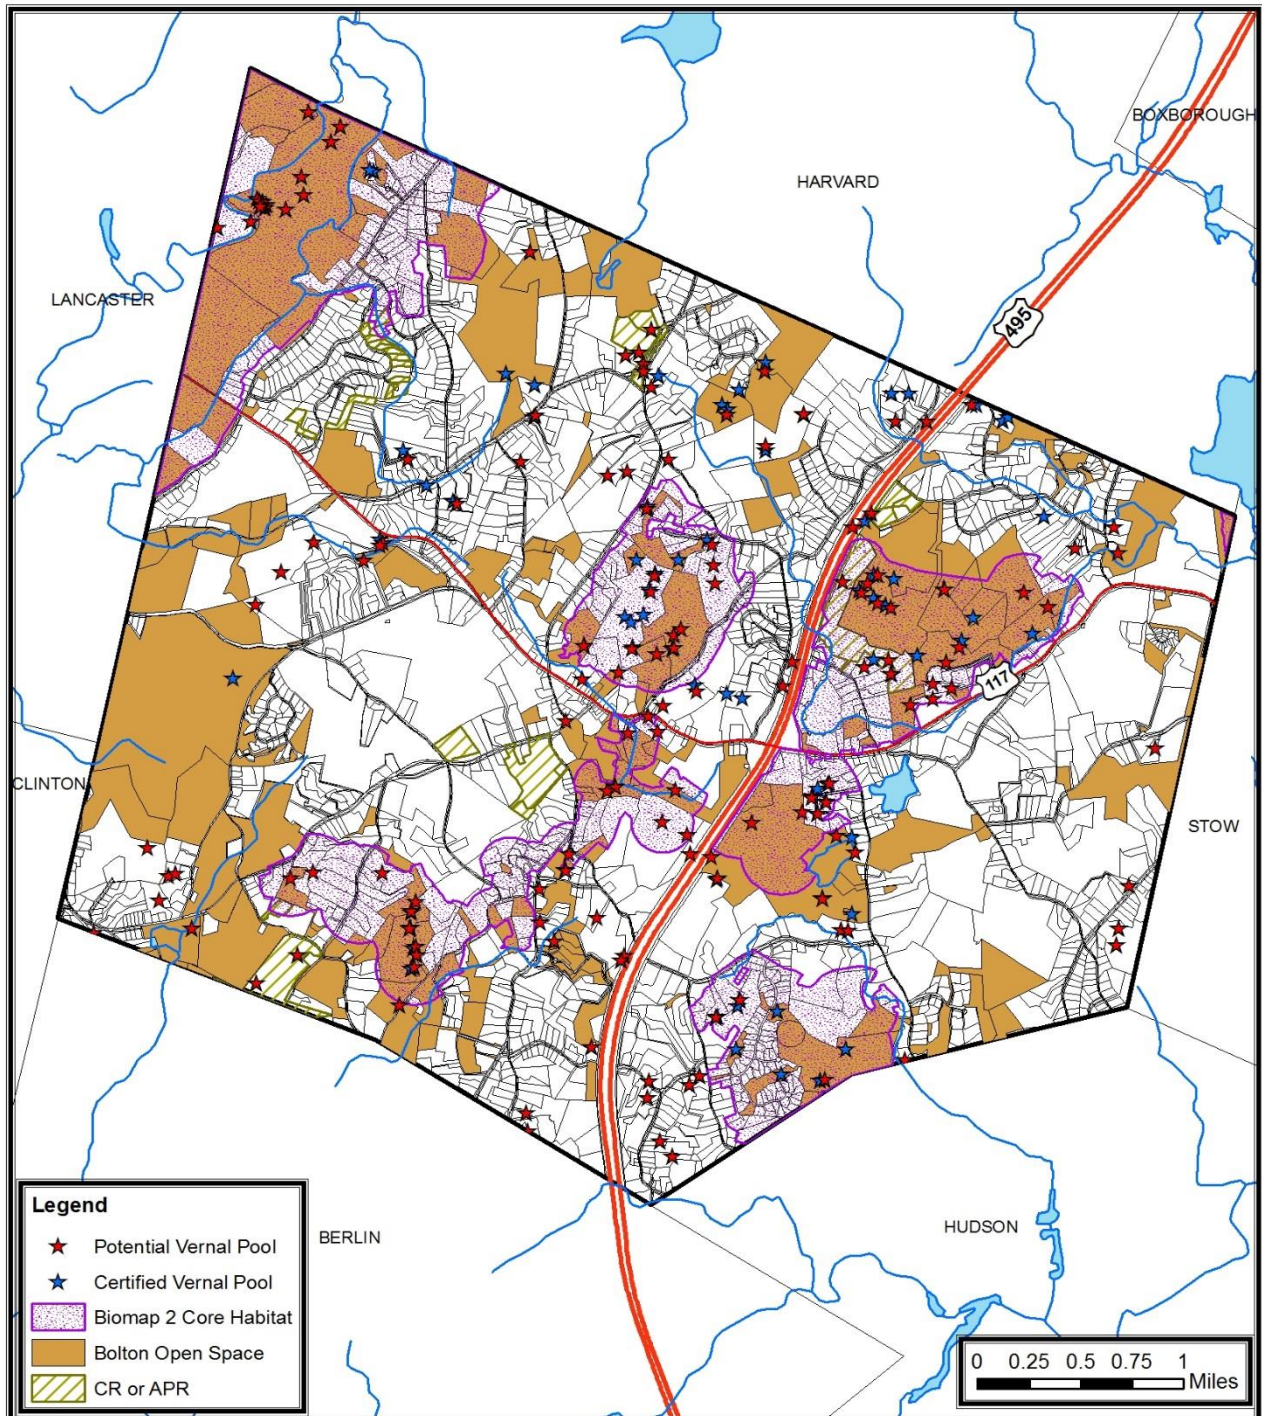 BOXBOROUGH
HARVARD
495
LANCASTER
117
CLINTON
STOW
BERLIN
HUDSON
Legend
Potential Vernal Pool
Certified Vernal Pool
Biomap 2 Core Habitat
Bolton Open Space
CR or APR
0 0.25 0.5 0.75 1
Miles